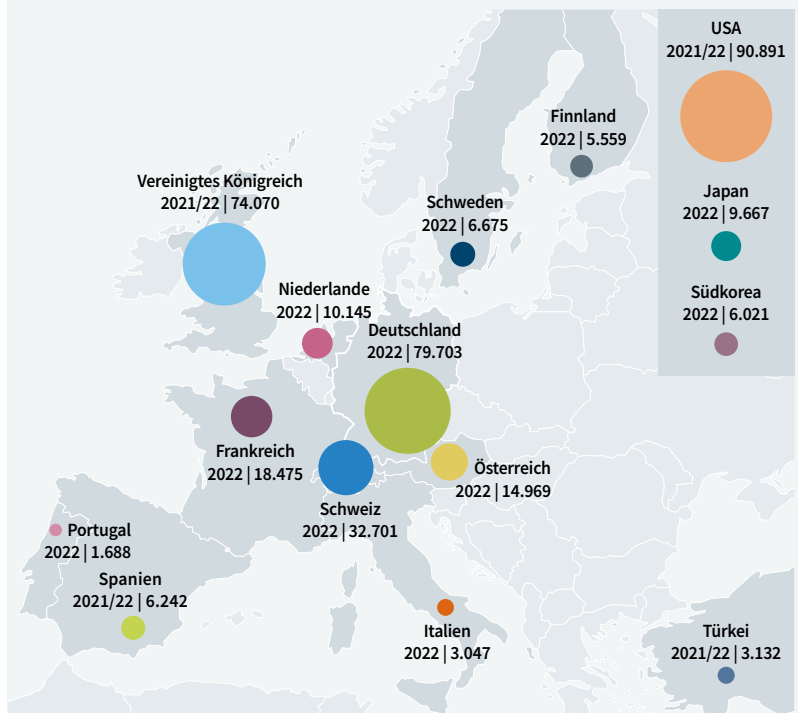 USA
2021/22 | 90.891
Finnland
2022 | 5.559
Vereinigtes Königreich
2021/22 | 74.070
Schweden
2022 | 6.675
Japan
2022 | 9.667
Niederlande
2022 | 10.145
Südkorea
2022 | 6.021
Deutschland
2022 | 79.703
Frankreich
2022 | 18.475
Österreich
2022 | 14.969
Schweiz
2022 | 32.701
Portugal
2022 | 1.688
Spanien
2021/22 | 6.242
Italien
2022 | 3.047
Türkei
2021/22 | 3.132